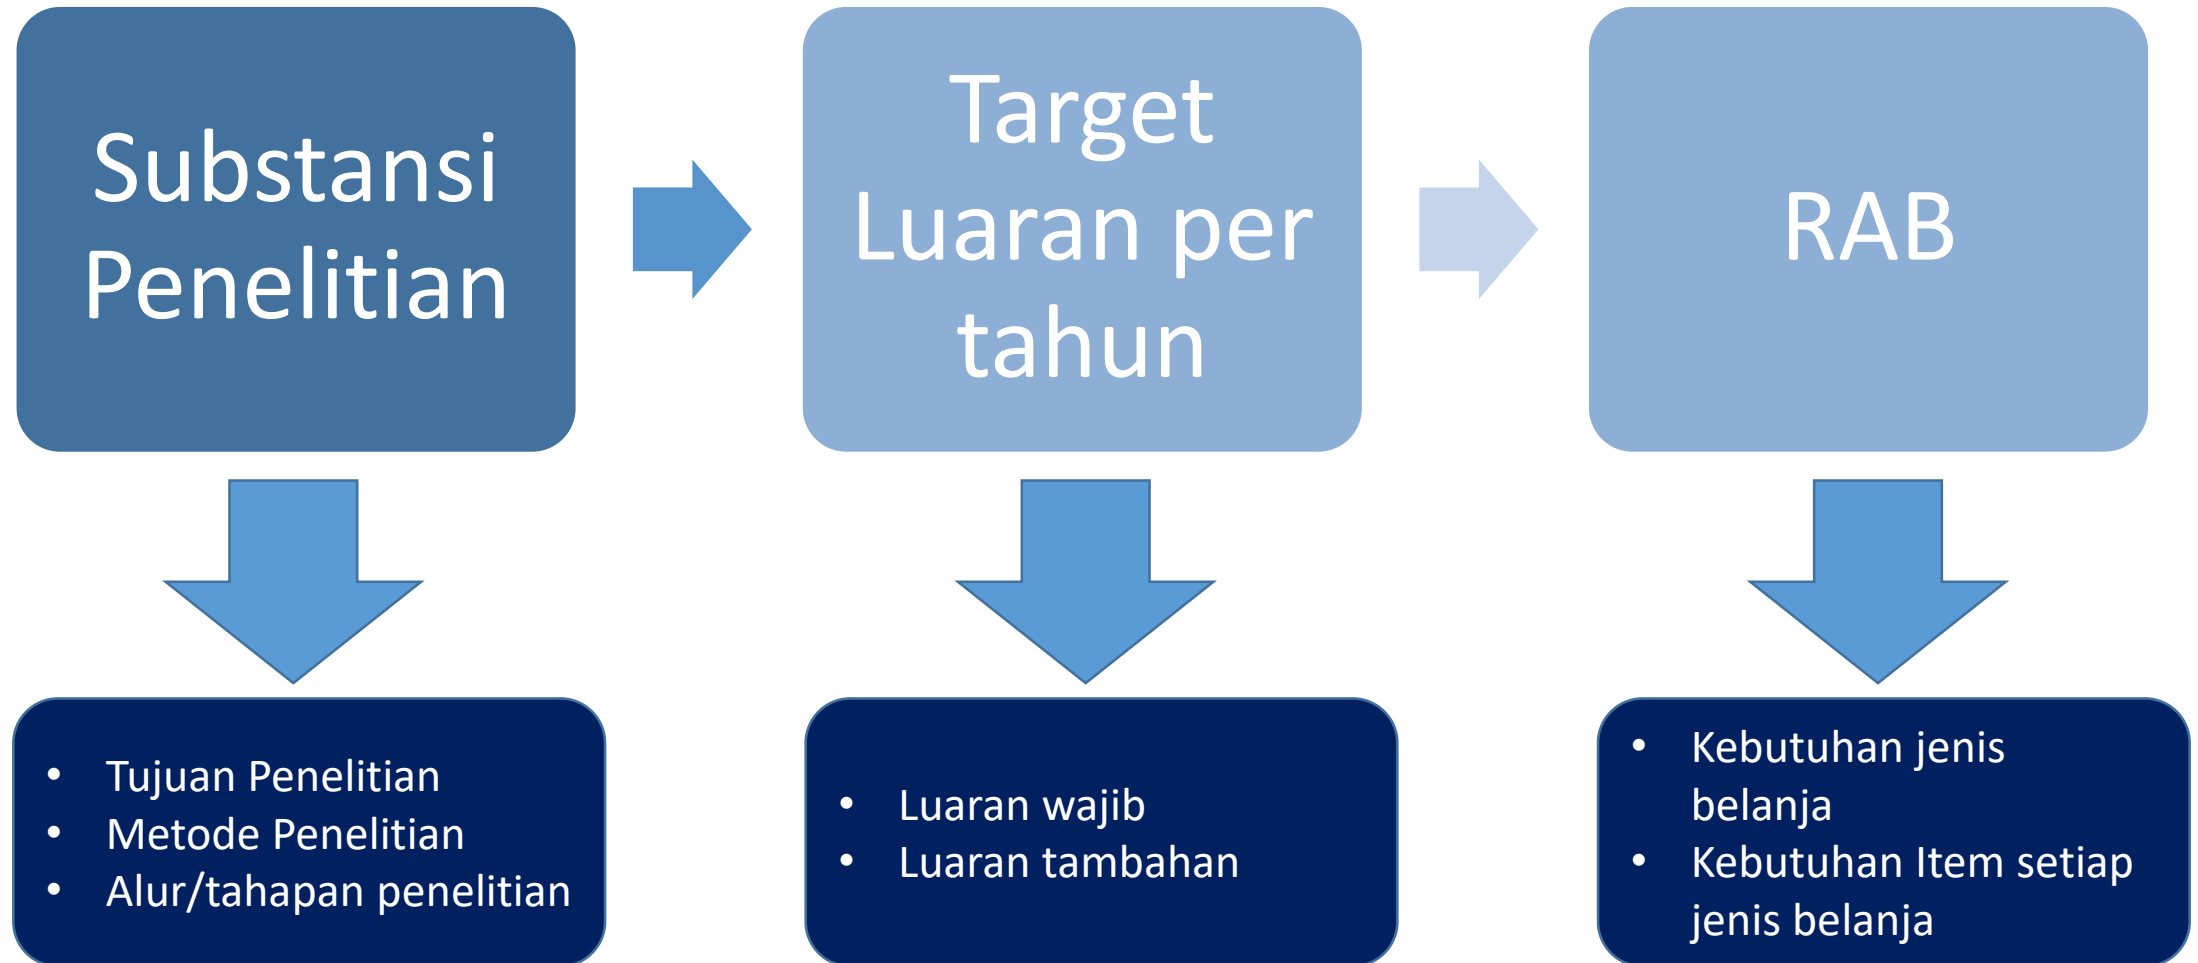 Substansi
Penelitian
Target
Luaran per
tahun
RAB
• Tujuan Penelitian
• Metode Penelitian
• Alur/tahapan penelitian
• Luaran wajib
• Luaran tambahan
• Kebutuhan jenis
belanja
• Kebutuhan Item setiap
jenis belanja